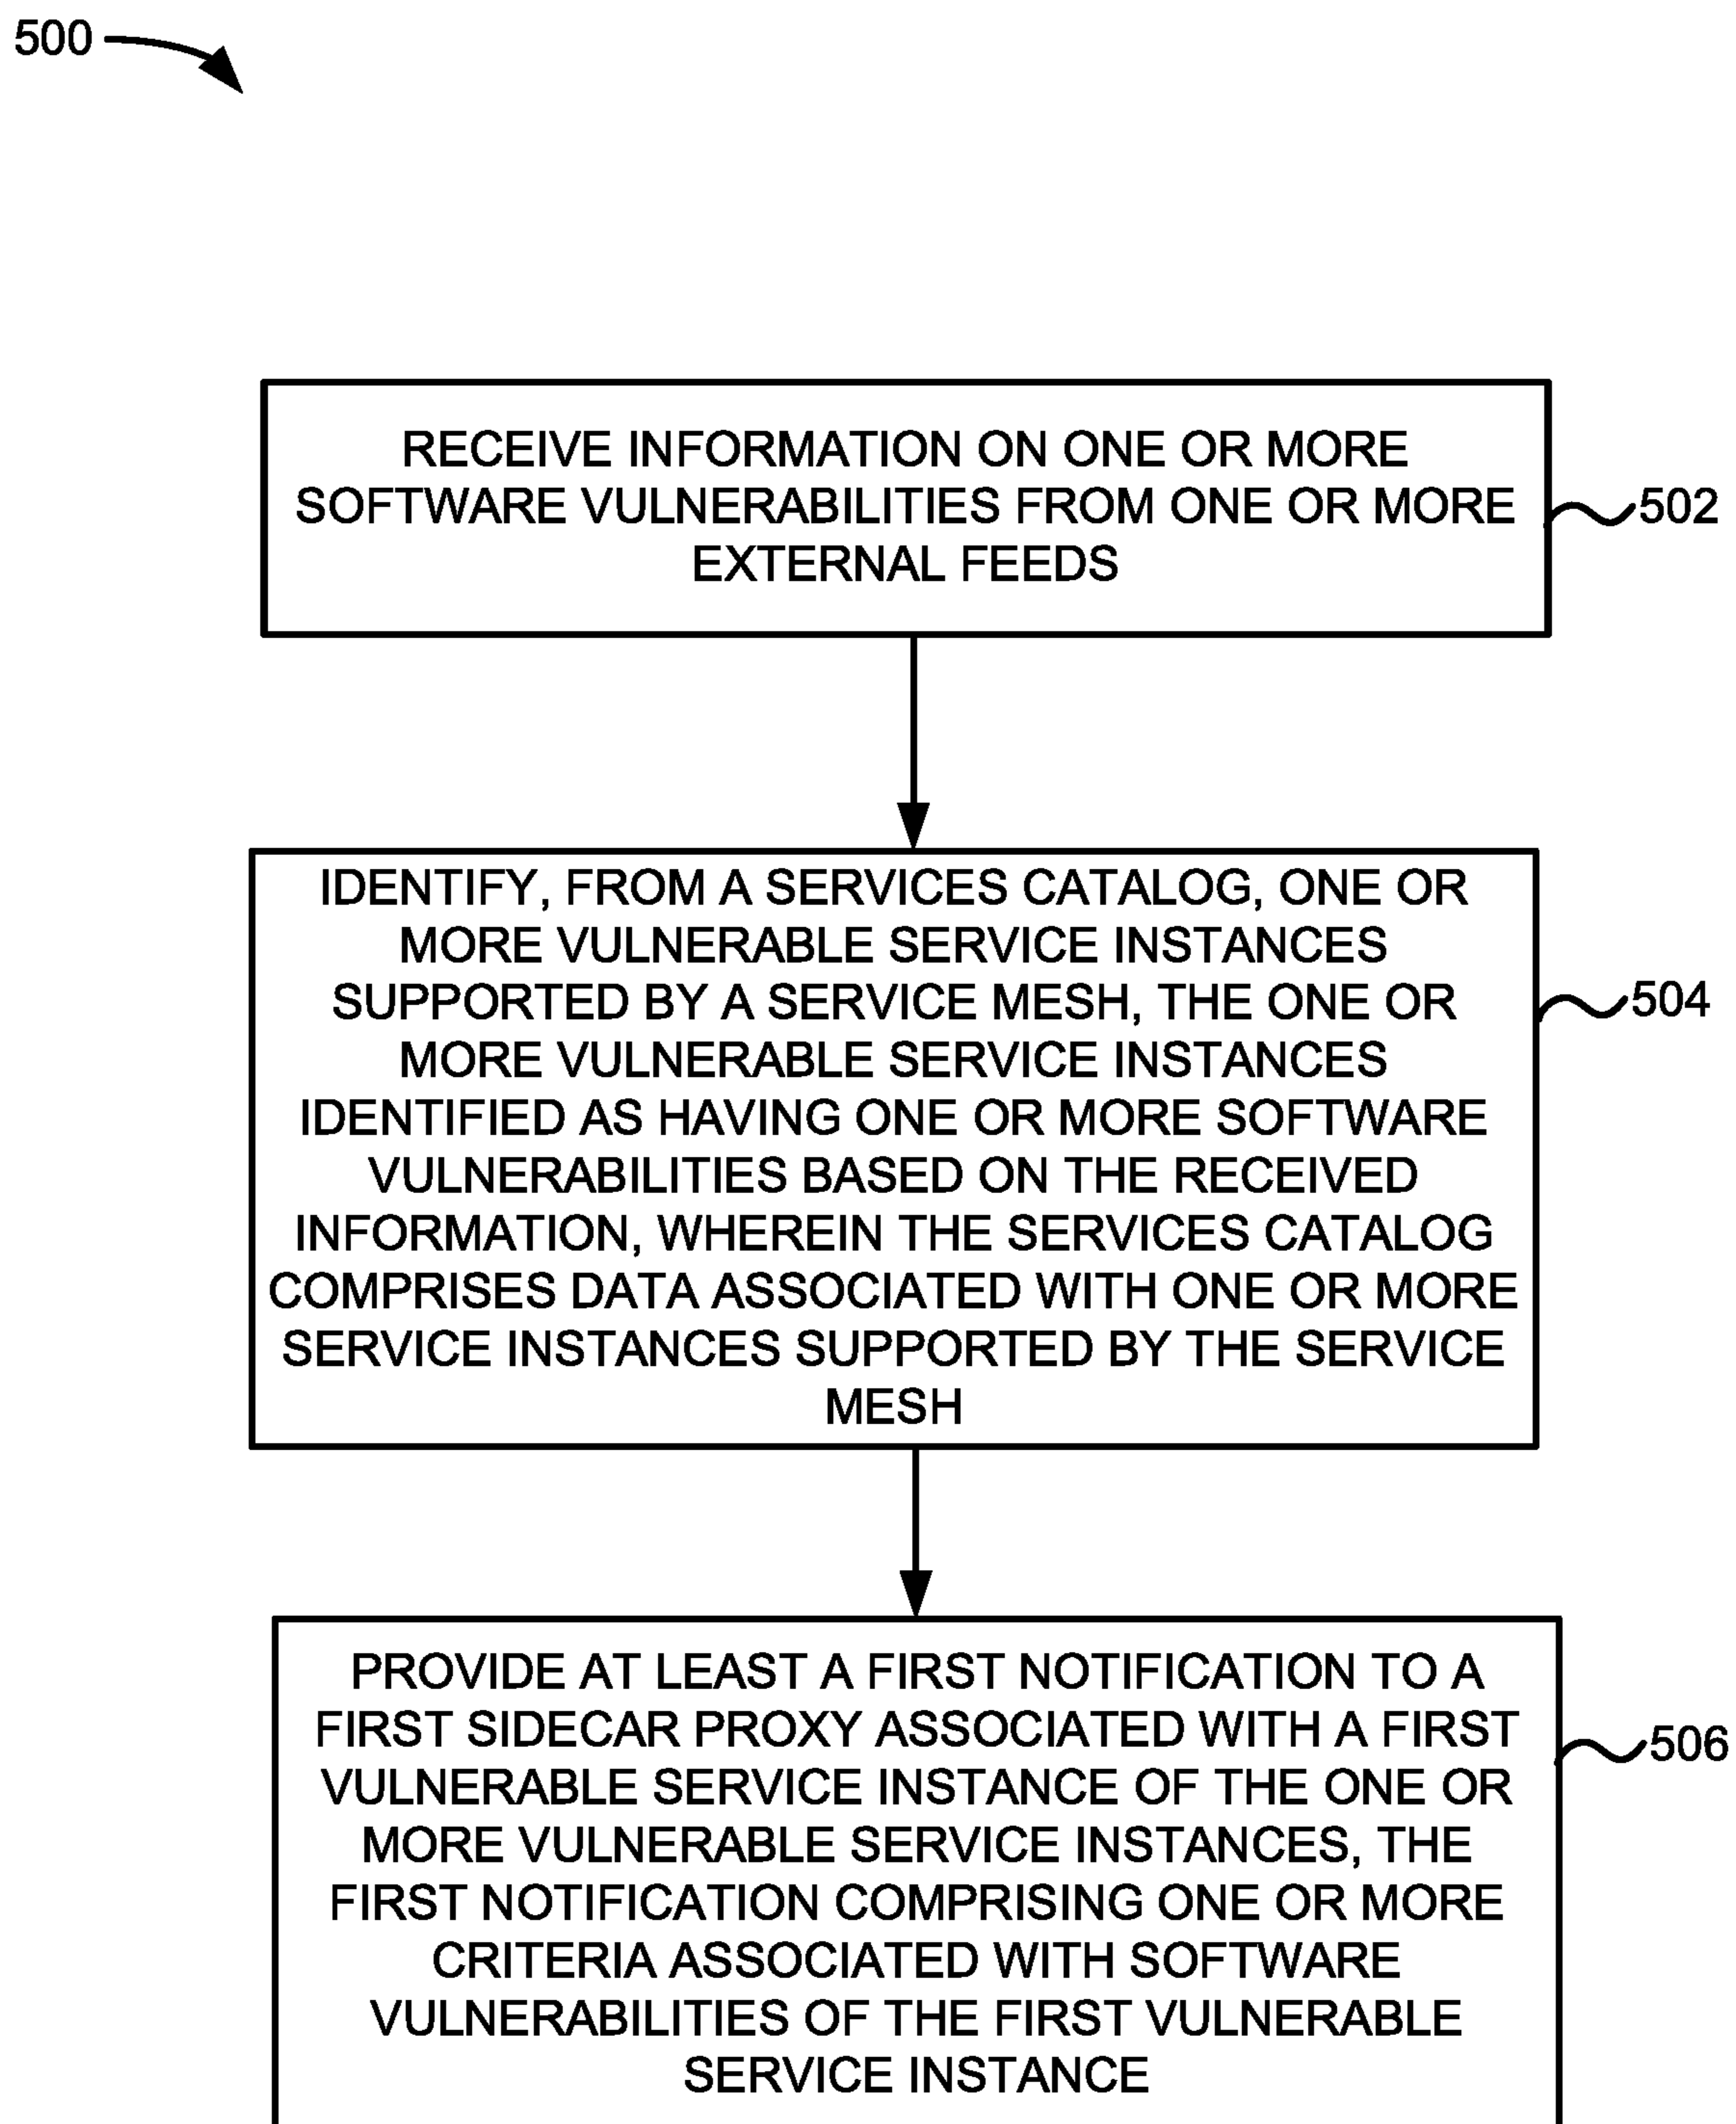 500
RECEIVE INFORMATION ON ONE OR MORE
SOFTWARE VULNERABILITIES FROM ONE OR MORE
EXTERNAL FEEDS
502
IDENTIFY, FROM A SERVICES CATALOG, ONE OR
MORE VULNERABLE SERVICE INSTANCES
SUPPORTED BY A SERVICE MESH, THE ONE OR
MORE VULNERABLE SERVICE INSTANCES
IDENTIFIED AS HAVING ONE OR MORE SOFTWARE
VULNERABILITIES BASED ON THE RECEIVED
INFORMATION, WHEREIN THE SERVICES CATALOG
COMPRISES DATA ASSOCIATED WITH ONE OR MORE
SERVICE INSTANCES SUPPORTED BY THE SERVICE
MESH
504
PROVIDE AT LEAST A FIRST NOTIFICATION TO A
FIRST SIDECAR PROXY ASSOCIATED WITH A FIRST
VULNERABLE SERVICE INSTANCE OF THE ONE OR
MORE VULNERABLE SERVICE INSTANCES, THE
FIRST NOTIFICATION COMPRISING ONE OR MORE
CRITERIA ASSOCIATED WITH SOFTWARE
VULNERABILITIES OF THE FIRST VULNERABLE
SERVICE INSTANCE
506